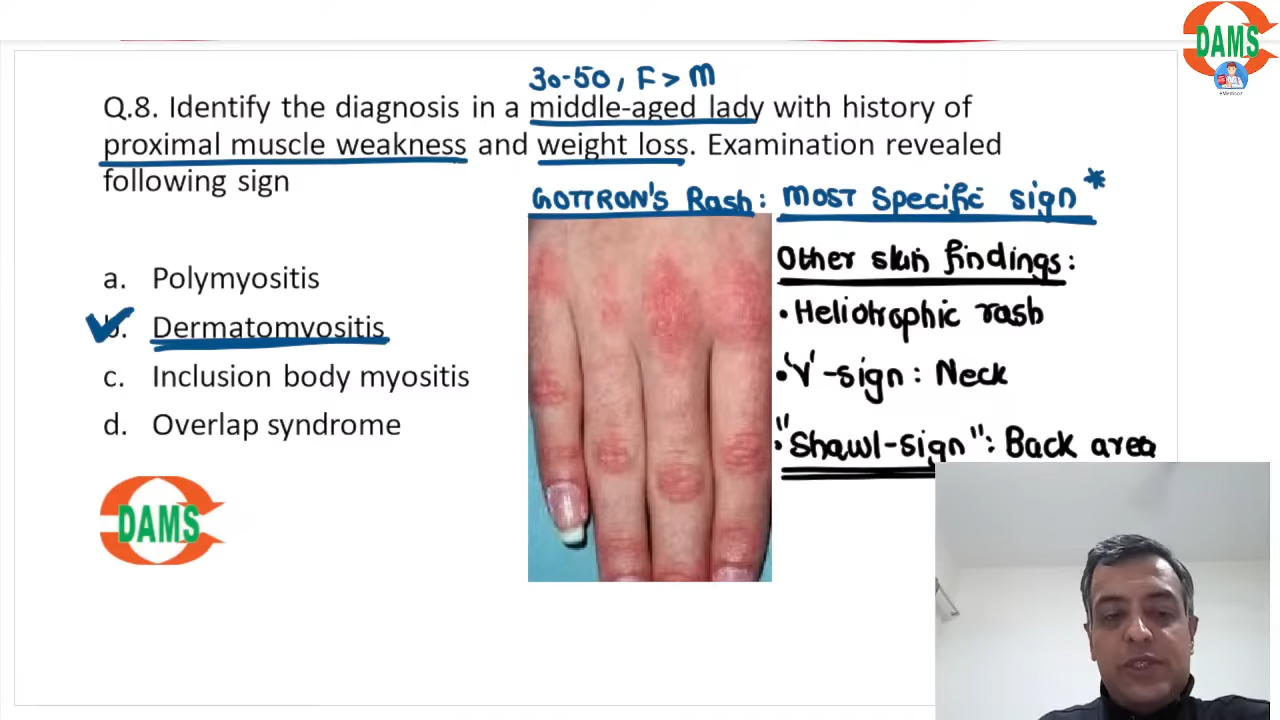 DAMS
eMedicoz
30-50, F > M
Q.8. Identify the diagnosis in a middle-aged lady with history of
proximal muscle weakness and weight loss. Examination revealed
following sign
GOTTRON'S Rash : MOST Specific sign *
Other skin findings :
a. Polymyositis
• Heliotrophic rash
b. Dermatomyositis
• 'V'-sign : Neck
c. Inclusion body myositis
d. Overlap syndrome
• "Shawl-sign" : Back area
DAMS